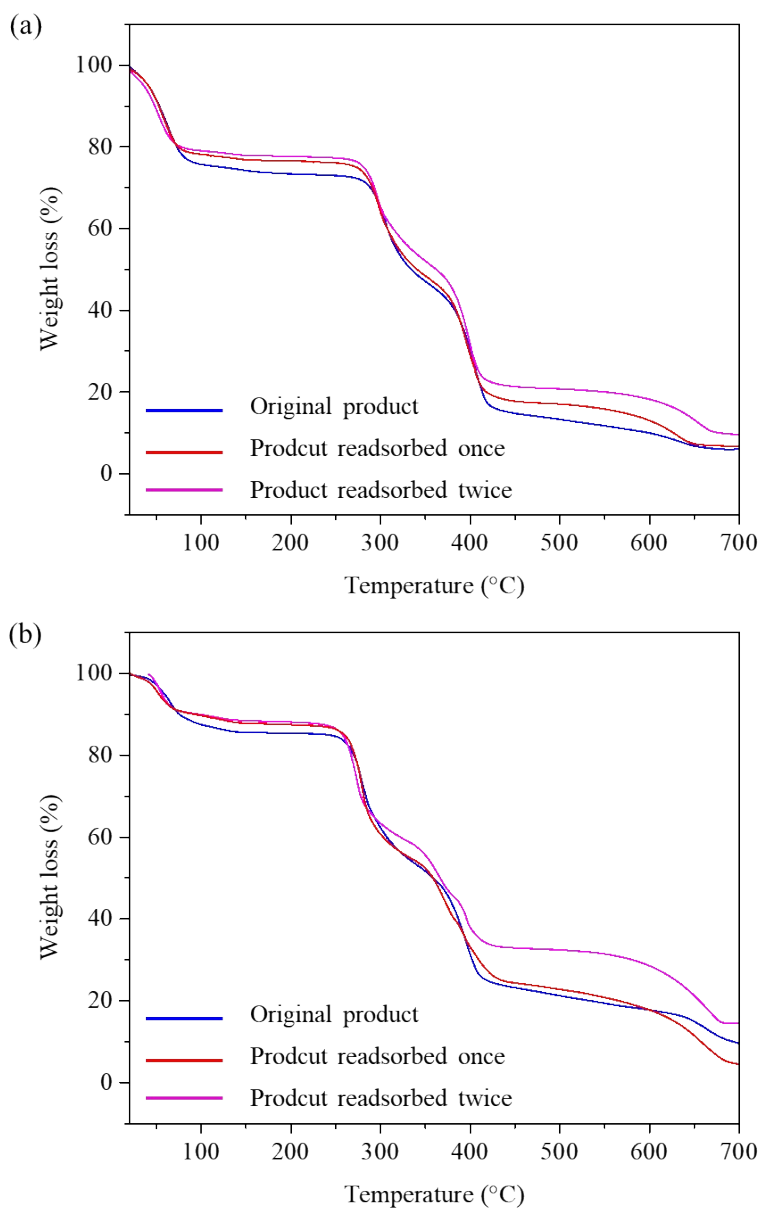 (a)
100
80
60
40
20
0
Weight loss (%)
Original product
Prodcut readsorbed once
Product readsorbed twice
100 200 300 400 500 600 700
Temperature (°C)
(b)
100
80
60
40
20
0
Weight loss (%)
Original product
Prodcut readsorbed once
Prodcut readsorbed twice
100 200 300 400 500 600 700
Temperature (°C)